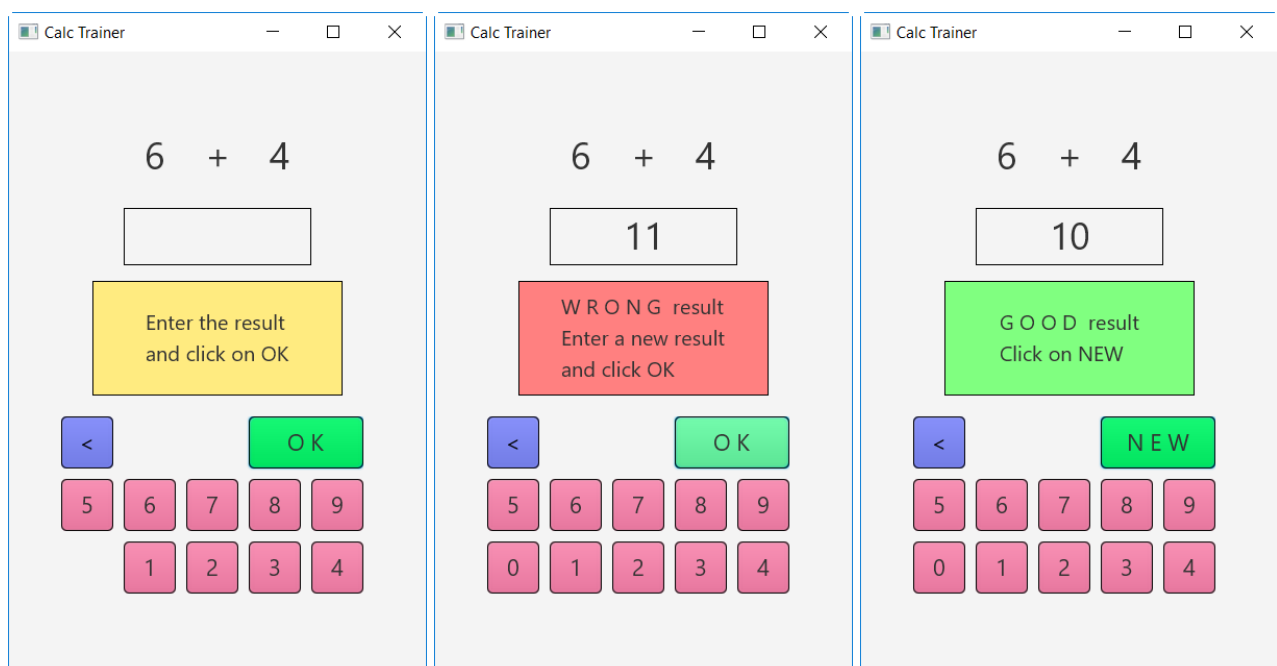 Calc Trainer
6 + 4
Enter the result
and click on OK
<
O K
5 6 7 8 9
1 2 3 4
Calc Trainer
6 + 4
11
W R O N G result
Enter a new result
and click OK
<
O K
5 6 7 8 9
0 1 2 3 4
Calc Trainer
6 + 4
10
G O O D result
Click on NEW
<
N E W
5 6 7 8 9
0 1 2 3 4